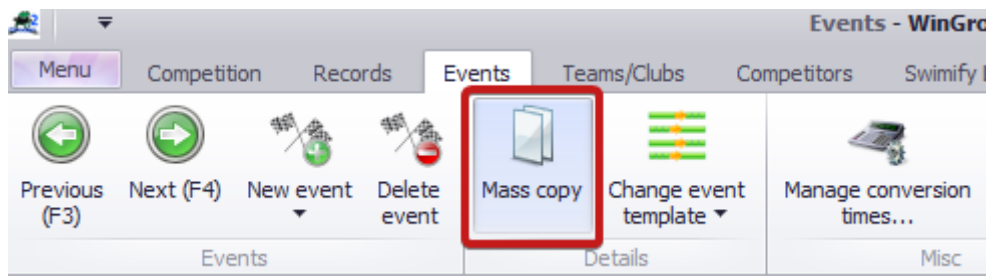 Events - WinGro
Menu Competition Records Events Teams/Clubs Competitors Swimify
Previous (F3) Next (F4) New event Delete event Mass copy Change event template Manage conversion times...
Events Details Misc